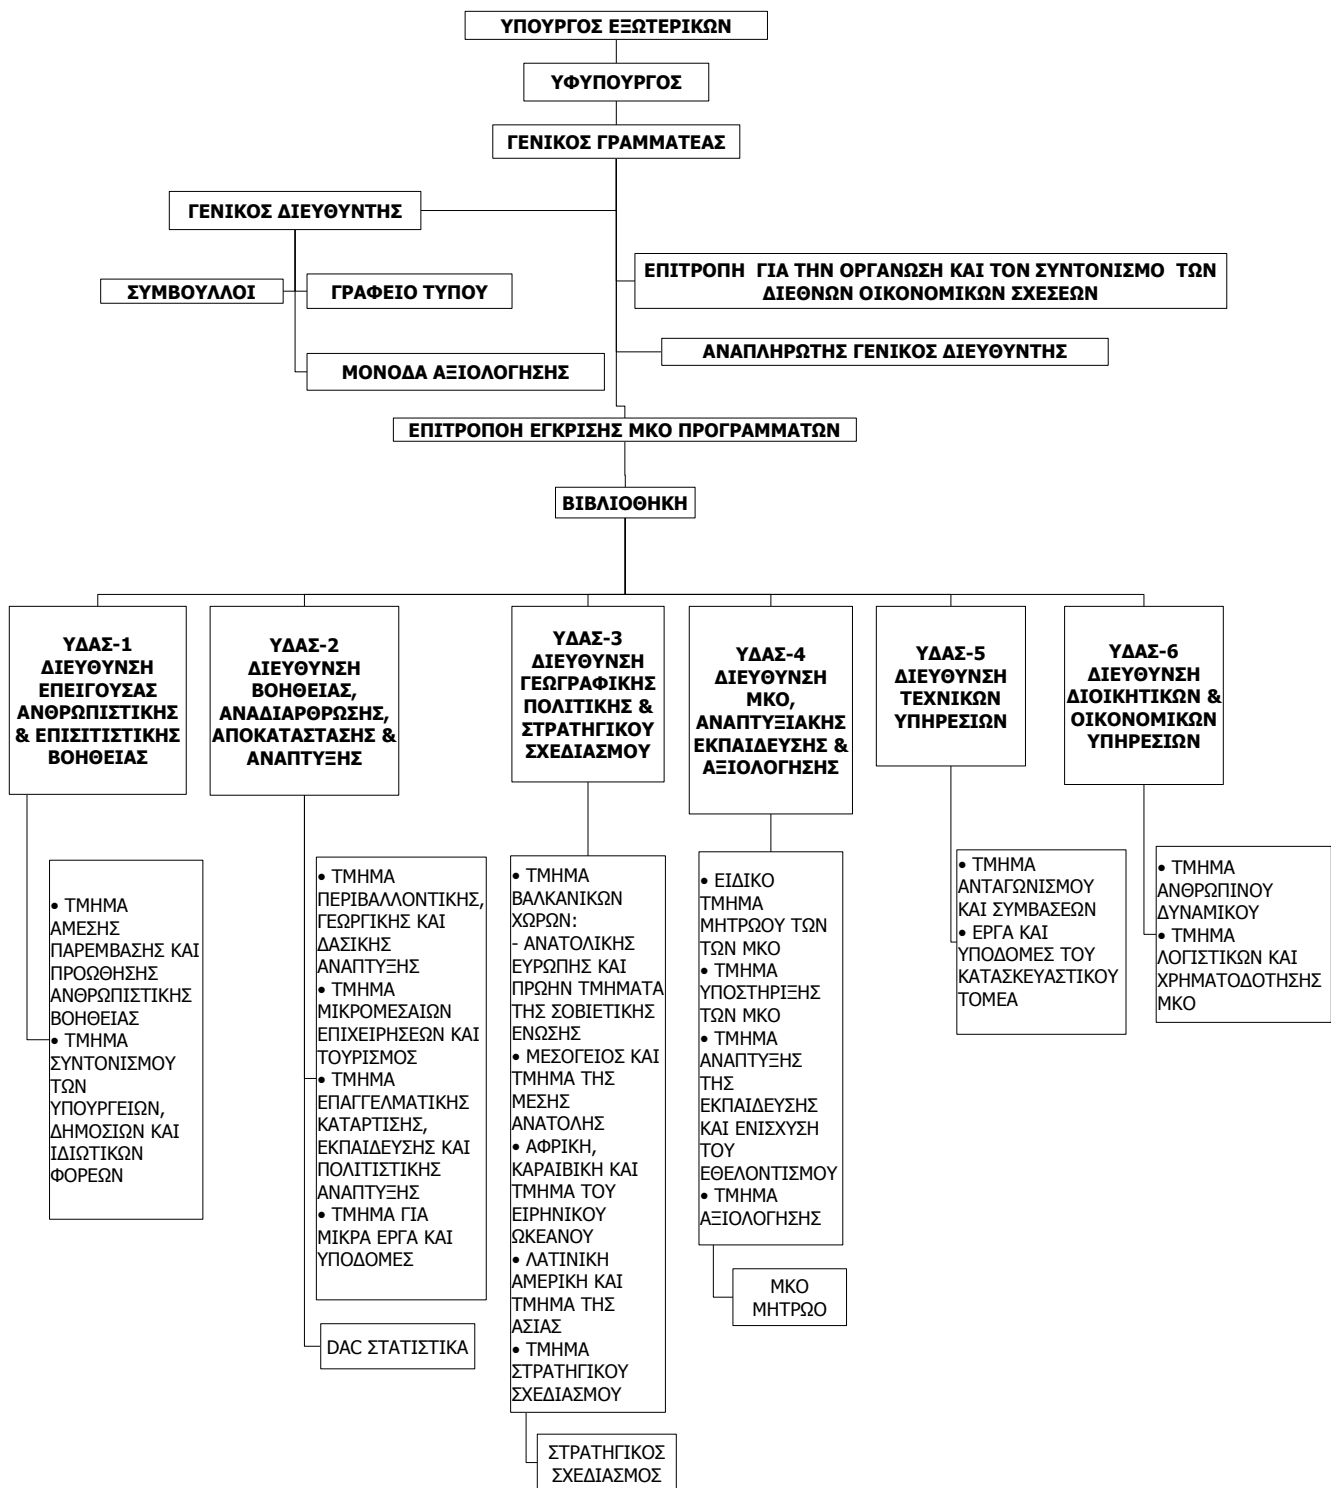 ΥΠΟΥΡΓΟΣ ΕΞΩΤΕΡΙΚΩΝ
ΥΦΥΠΟΥΡΓΟΣ
ΓΕΝΙΚΟΣ ΓΡΑΜΜΑΤΕΑΣ
ΓΕΝΙΚΟΣ ΔΙΕΥΘΥΝΤΗΣ
ΣΥΜΒΟΥΛΛΟΙ
ΓΡΑΦΕΙΟ ΤΥΠΟΥ
ΕΠΙΤΡΟΠΗ ΓΙΑ ΤΗΝ ΟΡΓΑΝΩΣΗ ΚΑΙ ΤΟΝ ΣΥΝΤΟΝΙΣΜΟ ΤΩΝ
ΔΙΕΘΝΩΝ ΟΙΚΟΝΟΜΙΚΩΝ ΣΧΕΣΕΩΝ
ΑΝΑΠΛΗΡΩΤΗΣ ΓΕΝΙΚΟΣ ΔΙΕΥΘΥΝΤΗΣ
ΜΟΝΟΔΑ ΑΞΙΟΛΟΓΗΣΗΣ
ΕΠΙΤΡΟΠΟΗ ΕΓΚΡΙΣΗΣ ΜΚΟ ΠΡΟΓΡΑΜΜΑΤΩΝ
ΒΙΒΛΙΟΘΗΚΗ
ΥΔΑΣ-1
ΔΙΕΥΘΥΝΣΗ
ΕΠΕΙΓΟΥΣΑΣ
ΑΝΘΡΩΠΙΣΤΙΚΗΣ
& ΕΠΙΣΙΤΙΣΤΙΚΗΣ
ΒΟΗΘΕΙΑΣ
ΥΔΑΣ-2
ΔΙΕΥΘΥΝΣΗ
ΒΟΗΘΕΙΑΣ,
ΑΝΑΔΙΑΡΘΡΩΣΗΣ,
ΑΠΟΚΑΤΑΣΤΑΣΗΣ &
ΑΝΑΠΤΥΞΗΣ
ΥΔΑΣ-3
ΔΙΕΥΘΥΝΣΗ
ΓΕΩΓΡΑΦΙΚΗΣ
ΠΟΛΙΤΙΚΗΣ &
ΣΤΡΑΤΗΓΙΚΟΥ
ΣΧΕΔΙΑΣΜΟΥ
ΥΔΑΣ-4
ΔΙΕΥΘΥΝΣΗ
ΜΚΟ,
ΑΝΑΠΤΥΞΙΑΚΗΣ
ΕΚΠΑΙΔΕΥΣΗΣ &
ΑΞΙΟΛΟΓΗΣΗΣ
ΥΔΑΣ-5
ΔΙΕΥΘΥΝΣΗ
ΤΕΧΝΙΚΩΝ
ΥΠΗΡΕΣΙΩΝ
ΥΔΑΣ-6
ΔΙΕΥΘΥΝΣΗ
ΔΙΟΙΚΗΤΙΚΩΝ &
ΟΙΚΟΝΟΜΙΚΩΝ
ΥΠΗΡΕΣΙΩΝ
• ΤΜΗΜΑ
ΑΜΕΣΗΣ
ΠΑΡΕΜΒΑΣΗΣ ΚΑΙ
ΠΡΟΩΘΗΣΗΣ
ΑΝΘΡΩΠΙΣΤΙΚΗΣ
ΒΟΗΘΕΙΑΣ
• ΤΜΗΜΑ
ΣΥΝΤΟΝΙΣΜΟΥ
ΤΩΝ
ΥΠΟΥΡΓΕΙΩΝ,
ΔΗΜΟΣΙΩΝ ΚΑΙ
ΙΔΙΩΤΙΚΩΝ
ΦΟΡΕΩΝ
• ΤΜΗΜΑ
ΠΕΡΙΒΑΛΛΟΝΤΙΚΗΣ,
ΓΕΩΡΓΙΚΗΣ ΚΑΙ
ΔΑΣΙΚΗΣ
ΑΝΑΠΤΥΞΗΣ
• ΤΜΗΜΑ
ΜΙΚΡΟΜΕΣΑΙΩΝ
ΕΠΙΧΕΙΡΗΣΕΩΝ ΚΑΙ
ΤΟΥΡΙΣΜΟΣ
• ΤΜΗΜΑ
ΕΠΑΓΓΕΛΜΑΤΙΚΗΣ
ΚΑΤΑΡΤΙΣΗΣ,
ΕΚΠΑΙΔΕΥΣΗΣ ΚΑΙ
ΠΟΛΙΤΙΣΤΙΚΗΣ
ΑΝΑΠΤΥΞΗΣ
• ΤΜΗΜΑ ΓΙΑ
ΜΙΚΡΑ ΕΡΓΑ ΚΑΙ
ΥΠΟΔΟΜΕΣ
DAC ΣΤΑΤΙΣΤΙΚΑ
• ΤΜΗΜΑ
ΒΑΛΚΑΝΙΚΩΝ
ΧΩΡΩΝ:
- ΑΝΑΤΟΛΙΚΗΣ
ΕΥΡΩΠΗΣ ΚΑΙ
ΠΡΩΗΝ ΤΜΗΜΑΤΑ
ΤΗΣ ΣΟΒΙΕΤΙΚΗΣ
ΕΝΩΣΗΣ
• ΜΕΣΟΓΕΙΟΣ ΚΑΙ
ΤΜΗΜΑ ΤΗΣ
ΜΕΣΗΣ
ΑΝΑΤΟΛΗΣ
• ΑΦΡΙΚΗ,
ΚΑΡΑΙΒΙΚΗ ΚΑΙ
ΤΜΗΜΑ ΤΟΥ
ΕΙΡΗΝΙΚΟΥ
ΩΚΕΑΝΟΥ
• ΛΑΤΙΝΙΚΗ
ΑΜΕΡΙΚΗ ΚΑΙ
ΤΜΗΜΑ ΤΗΣ
ΑΣΙΑΣ
• ΤΜΗΜΑ
ΣΤΡΑΤΗΓΙΚΟΥ
ΣΧΕΔΙΑΣΜΟΥ
ΣΤΡΑΤΗΓΙΚΟΣ
ΣΧΕΔΙΑΣΜΟΣ
• ΕΙΔΙΚΟ
ΤΜΗΜΑ
ΜΗΤΡΩΟΥ ΤΩΝ
ΤΩΝ ΜΚΟ
• ΤΜΗΜΑ
ΥΠΟΣΤΗΡΙΞΗΣ
ΤΩΝ ΜΚΟ
• ΤΜΗΜΑ
ΑΝΑΠΤΥΞΗΣ
ΤΗΣ
ΕΚΠΑΙΔΕΥΣΗΣ
ΚΑΙ ΕΝΙΣΧΥΣΗ
ΤΟΥ
ΕΘΕΛΟΝΤΙΣΜΟΥ
• ΤΜΗΜΑ
ΑΞΙΟΛΟΓΗΣΗΣ
ΜΚΟ
ΜΗΤΡΩΟ
• ΤΜΗΜΑ
ΑΝΤΑΓΩΝΙΣΜΟΥ
ΚΑΙ ΣΥΜΒΑΣΕΩΝ
• ΕΡΓΑ ΚΑΙ
ΥΠΟΔΟΜΕΣ ΤΟΥ
ΚΑΤΑΣΚΕΥΑΣΤΙΚΟΥ
ΤΟΜΕΑ
• ΤΜΗΜΑ
ΑΝΘΡΩΠΙΝΟΥ
ΔΥΝΑΜΙΚΟΥ
• ΤΜΗΜΑ
ΛΟΓΙΣΤΙΚΩΝ ΚΑΙ
ΧΡΗΜΑΤΟΔΟΤΗΣΗΣ
ΜΚΟ